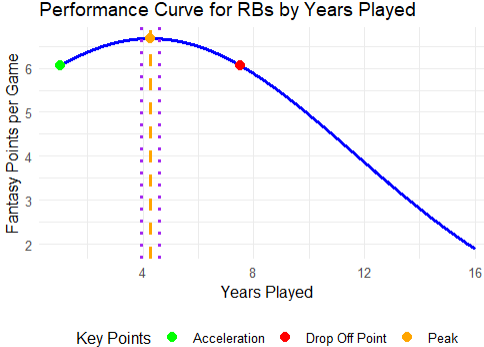 Performance Curve for RBs by Years Played
Fantasy Points per Game
6
5
4
3
2
4 8 12 16
Years Played
Key Points Acceleration Drop Off Point Peak